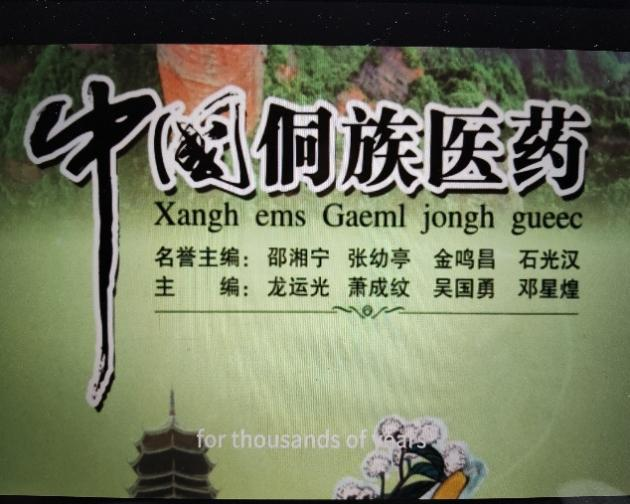 中国侗族医药
Xangh ems Gaeml jongh gueec
名誉主编：邵湘宁 张幼亭 金鸣昌 石光汉
主 编：龙运光 萧成纹 吴国勇 邓星煌
for thousands of years